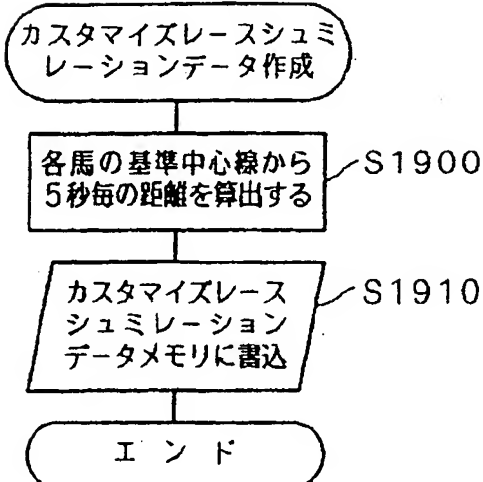 カスタマイズレースシュミ
レーションデータ作成
各馬の基準中心線から
5秒毎の距離を算出する
S1900
カスタマイズレース
シュミレーション
データメモリに書込
S1910
エンド